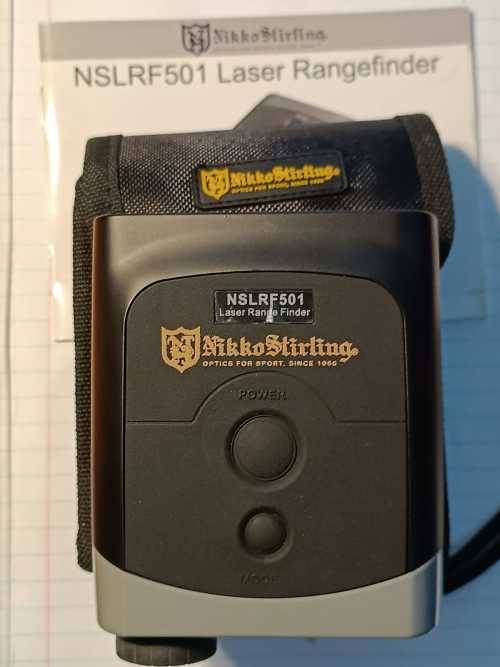 NikkoStirling
NSLRF501 Laser Rangefinder
NikkoStirling®
OPTICS FOR SPORT, SINCE 1956
NSLRF501
Laser Range Finder
NikkoStirling®
OPTICS FOR SPORT, SINCE 1956
POWER
MODE